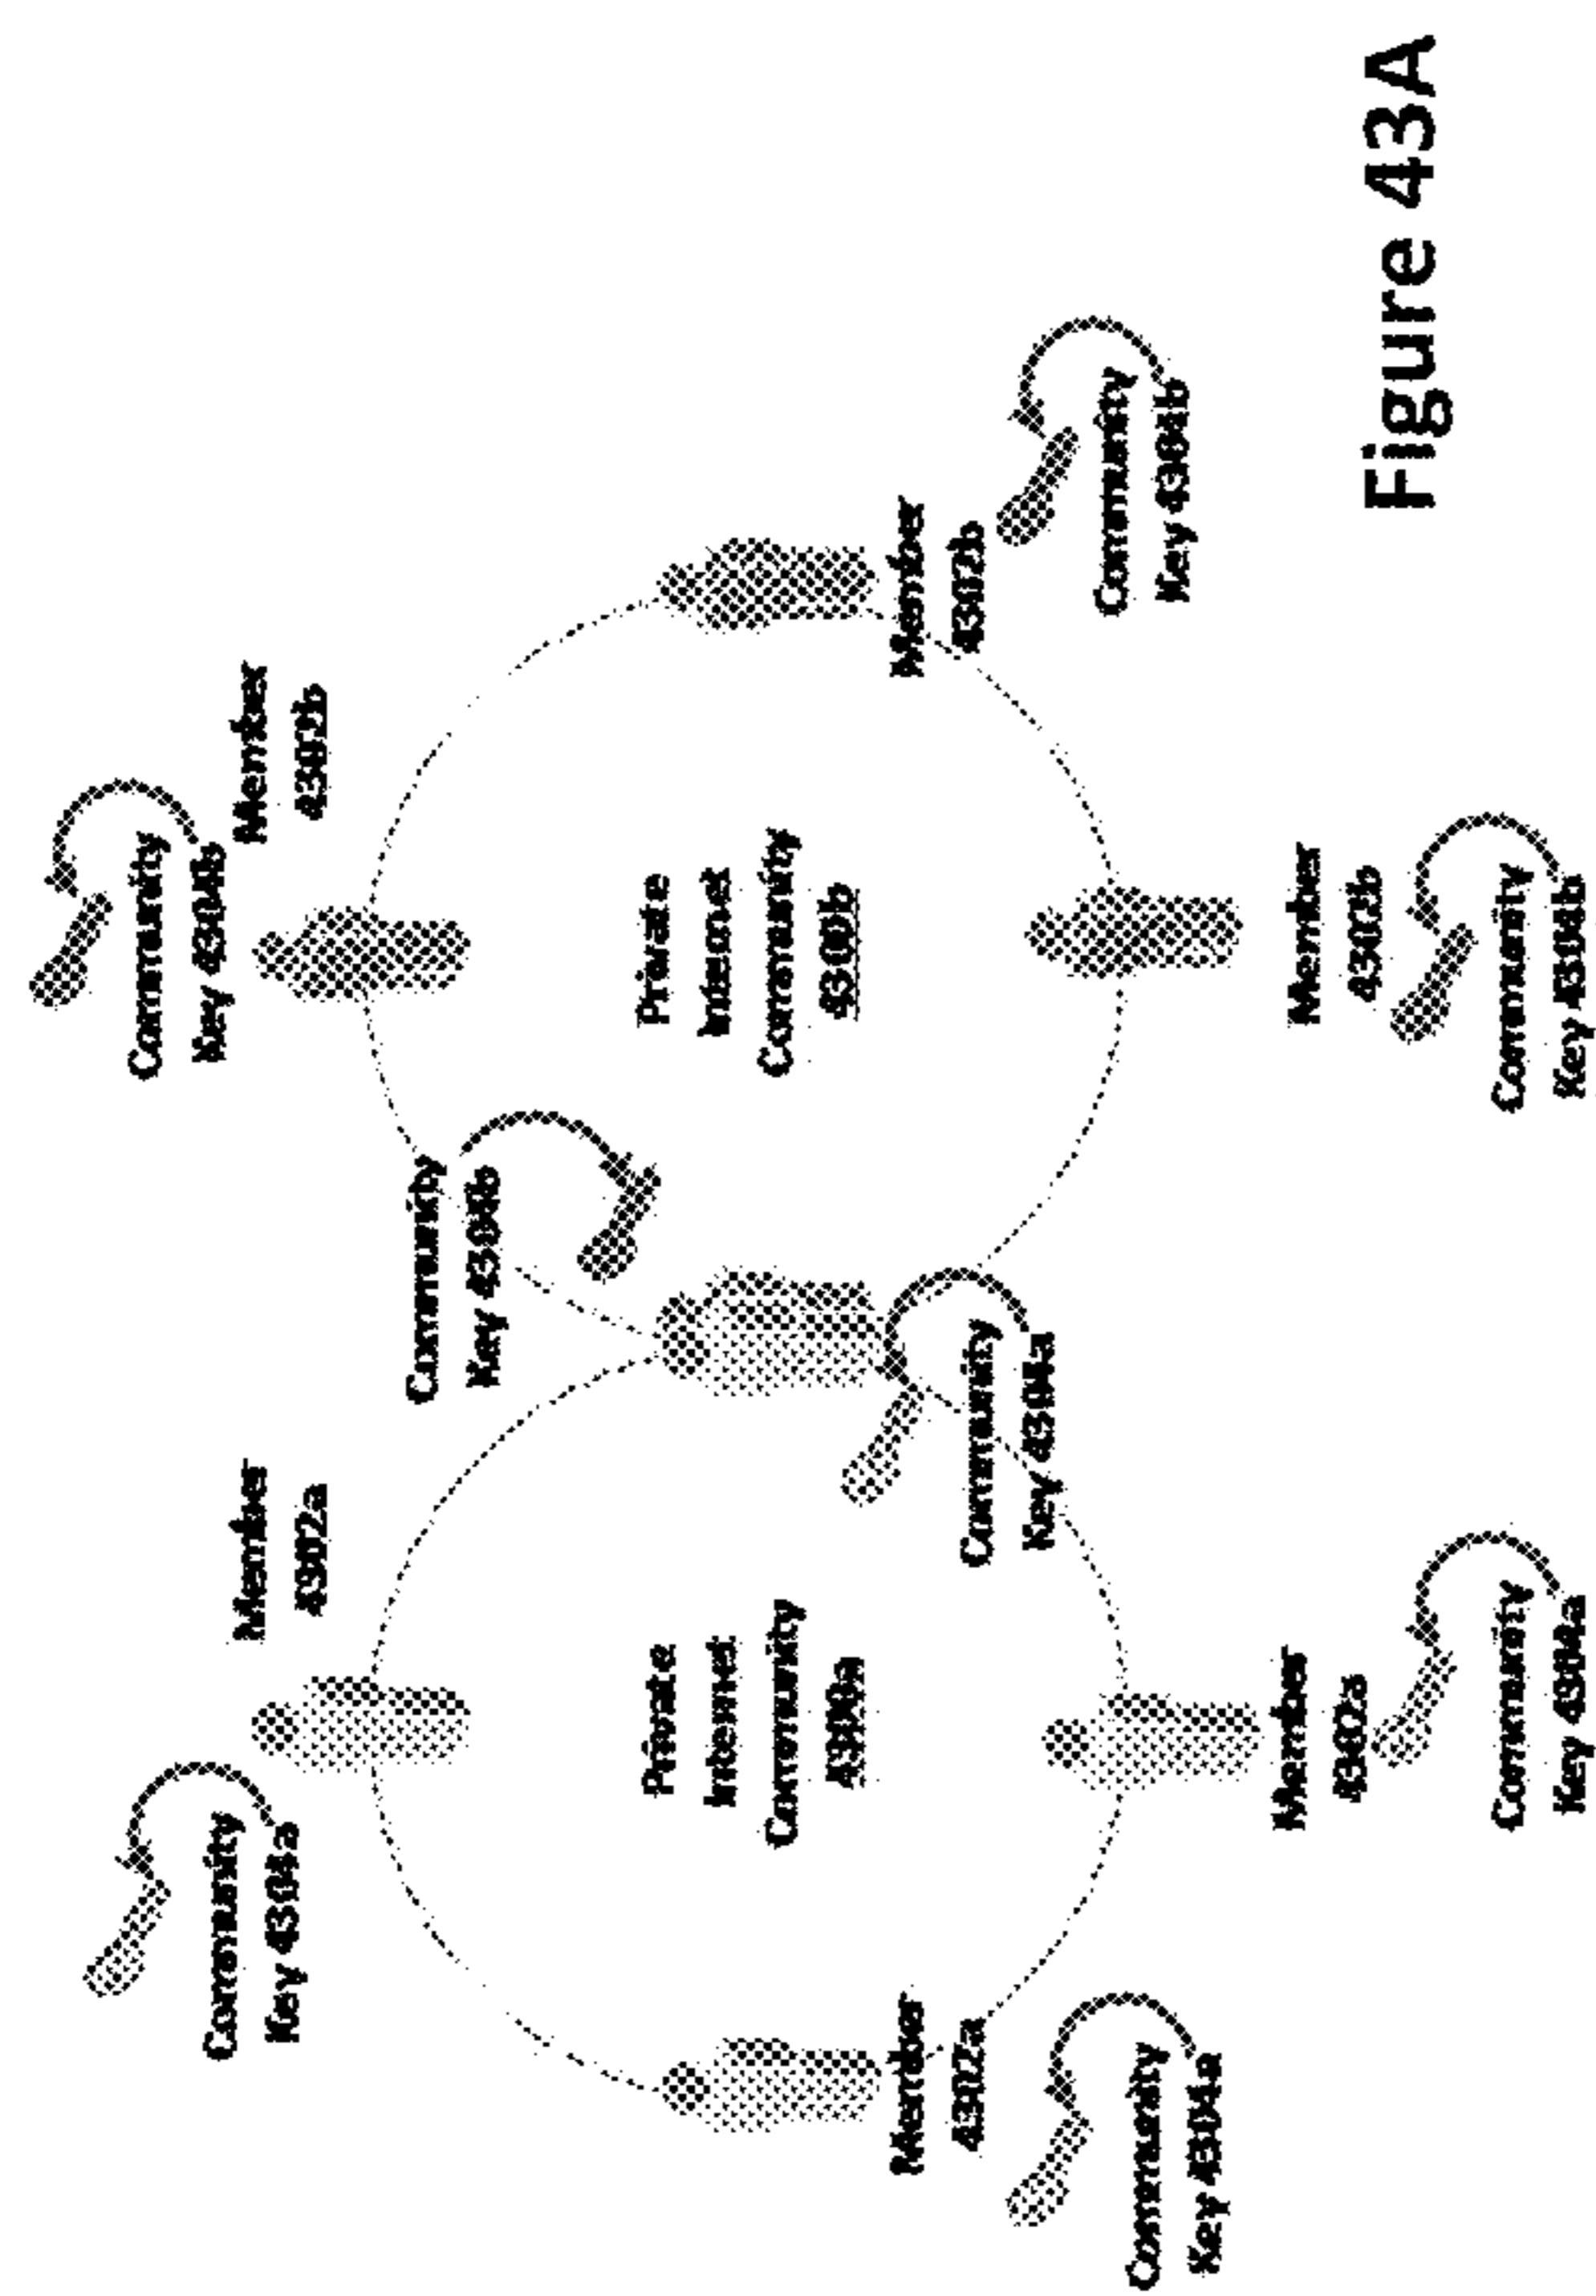 Community
Key 4304b
Community
Key 4304a
Member
4302a
Member
4302b
Community
Key 4304b
Private
Internet
Community
4300a
Private
Internet
Community
4300b
Member
4302a
Community
Key 4304a
Member
4302b
Community
Key 4304a
Community
Key 4304b
Member
4302a
Member
4302b
Community
Key 4304a
Community
Key 4304b
Figure 43A